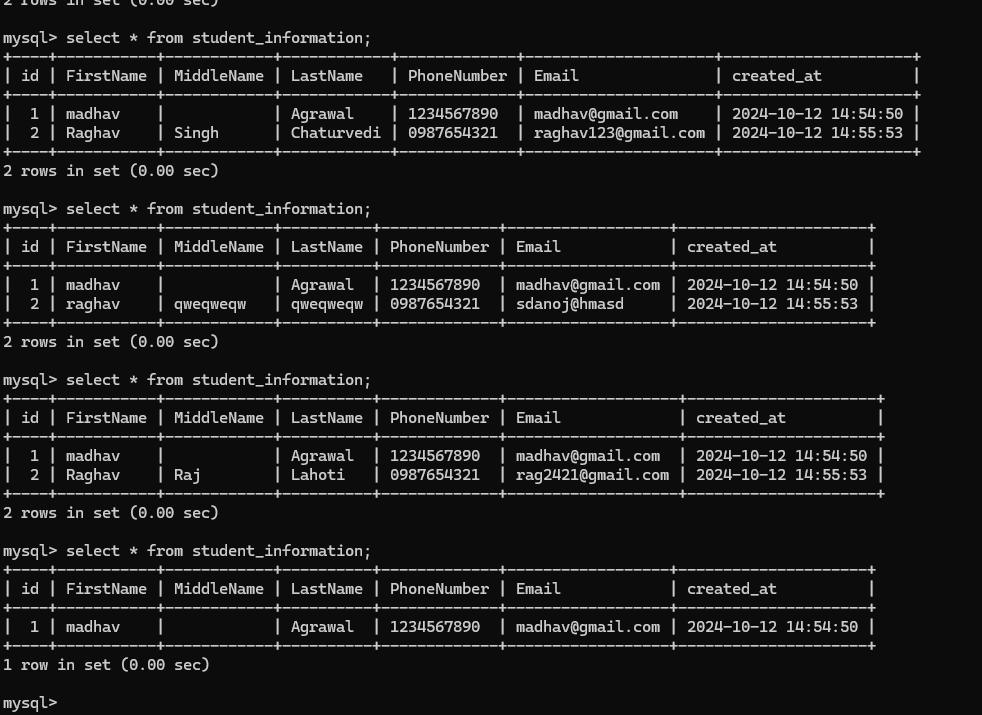 2 rows in set (0.00 sec)
mysql> select * from student_information;
+----+-----------+------------+------------+-------------+---------------------+---------------------+
| id | FirstName | MiddleName | LastName   | PhoneNumber | Email               | created_at          |
+----+-----------+------------+------------+-------------+---------------------+---------------------+
|  1 | madhav    |            | Agrawal    | 1234567890  | madhav@gmail.com    | 2024-10-12 14:54:50 |
|  2 | Raghav    | Singh      | Chaturvedi | 0987654321  | raghav123@gmail.com | 2024-10-12 14:55:53 |
+----+-----------+------------+------------+-------------+---------------------+---------------------+
2 rows in set (0.00 sec)
mysql> select * from student_information;
+----+-----------+------------+----------+-------------+------------------+---------------------+
| id | FirstName | MiddleName | LastName | PhoneNumber | Email            | created_at          |
+----+-----------+------------+----------+-------------+------------------+---------------------+
|  1 | madhav    |            | Agrawal  | 1234567890  | madhav@gmail.com | 2024-10-12 14:54:50 |
|  2 | raghav    | qweqweqw   | qweqweqw | 0987654321  | sdanoj@hmasd     | 2024-10-12 14:55:53 |
+----+-----------+------------+----------+-------------+------------------+---------------------+
2 rows in set (0.00 sec)
mysql> select * from student_information;
+----+-----------+------------+----------+-------------+-------------------+---------------------+
| id | FirstName | MiddleName | LastName | PhoneNumber | Email             | created_at          |
+----+-----------+------------+----------+-------------+-------------------+---------------------+
|  1 | madhav    |            | Agrawal  | 1234567890  | madhav@gmail.com  | 2024-10-12 14:54:50 |
|  2 | Raghav    | Raj        | Lahoti   | 0987654321  | rag2421@gmail.com | 2024-10-12 14:55:53 |
+----+-----------+------------+----------+-------------+-------------------+---------------------+
2 rows in set (0.00 sec)
mysql> select * from student_information;
+----+-----------+------------+----------+-------------+------------------+---------------------+
| id | FirstName | MiddleName | LastName | PhoneNumber | Email            | created_at          |
+----+-----------+------------+----------+-------------+------------------+---------------------+
|  1 | madhav    |            | Agrawal  | 1234567890  | madhav@gmail.com | 2024-10-12 14:54:50 |
+----+-----------+------------+----------+-------------+------------------+---------------------+
1 row in set (0.00 sec)
mysql>